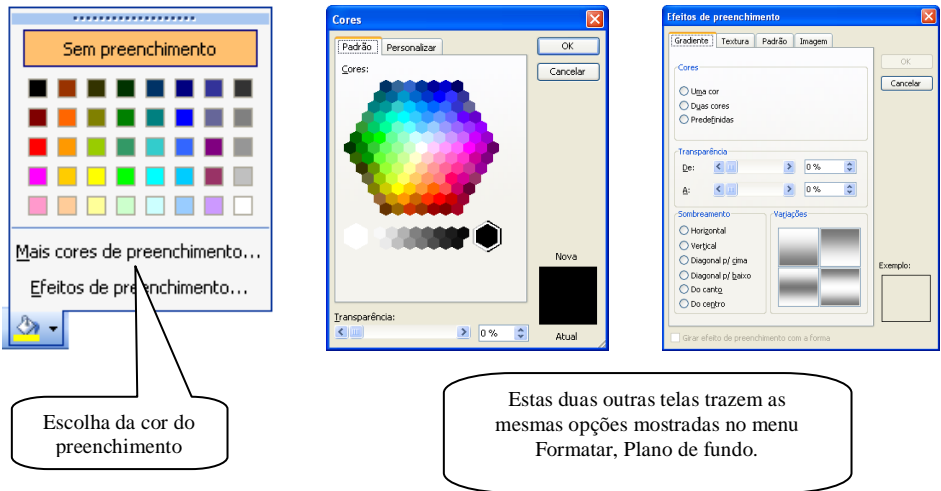 Sem preenchimento
Mais cores de preenchimento...
Efeitos de preenchimento...
Escolha da cor do
preenchimento
Cores
Padrão Personalizar
Cores:
OK
Cancelar
Nova
Atual
Transparência:
0 %
Efeitos de preenchimento
Gradiente Textura Padrão Imagem
OK
Cancelar
Cores
Uma cor
Duas cores
Predefinidas
Transparência
De: 0 %
A: 0 %
Sombreamento
Horizontal
Vertical
Diagonal p/ cima
Diagonal p/ baixo
Do canto
Do centro
Variações
Exemplo:
Girar efeito de preenchimento com a forma
Estas duas outras telas trazem as
mesmas opções mostradas no menu
Formatar, Plano de fundo.